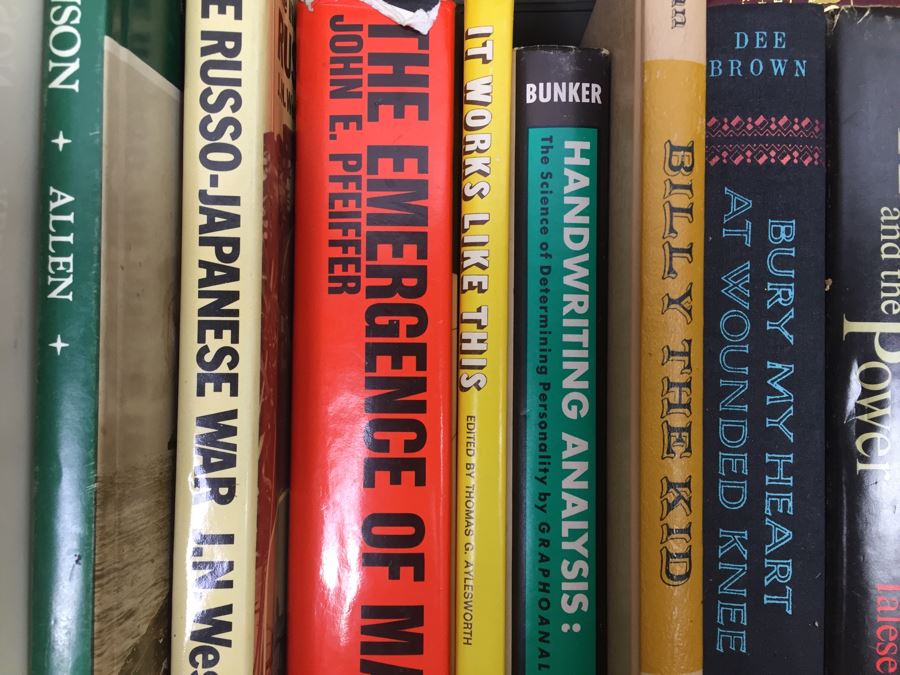 NSON + ALLEN +
E RUSSO-JAPANESE WAR J.N.Wes
THE EMERGENCE OF MA
JOHN E. PFEIFFER
IT WORKS LIKE THIS
EDITED BY THOMAS G. AYLESWORTH
BUNKER
HANDWRITING ANALYSIS:
The Science of Determining Personality by GRAPHOANAL
BILLY THE KID
DEE
BROWN
BURY MY HEART
AT WOUNDED KNEE
and the
Power
Talese